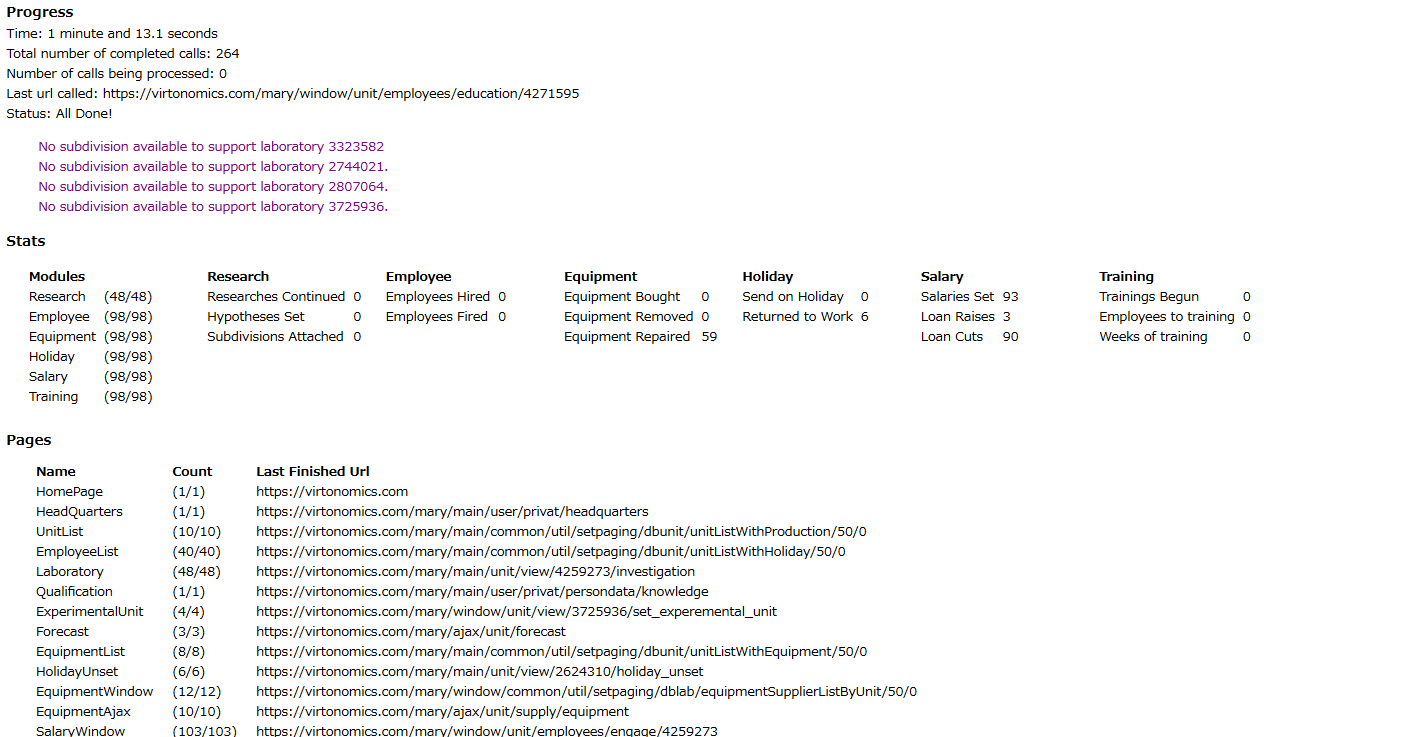 Progress
Time: 1 minute and 13.1 seconds
Total number of completed calls: 264
Number of calls being processed: 0
Last url called: https://virtonomics.com/mary/window/unit/employees/education/4271595
Status: All Done!
No subdivision available to support laboratory 3323582
No subdivision available to support laboratory 2744021.
No subdivision available to support laboratory 2807064.
No subdivision available to support laboratory 3725936.
Stats
Modules Research Employee Equipment Holiday Salary Training
Research (48/48) Researches Continued 0 Employees Hired 0 Equipment Bought 0 Send on Holiday 0 Salaries Set 93 Trainings Begun 0
Employee (98/98) Hypotheses Set 0 Employees Fired 0 Equipment Removed 0 Returned to Work 6 Loan Raises 3 Employees to training 0
Equipment (98/98) Subdivisions Attached 0 Equipment Repaired 59 Loan Cuts 90 Weeks of training 0
Holiday (98/98)
Salary (98/98)
Training (98/98)
Pages
Name Count Last Finished Url
HomePage (1/1) https://virtonomics.com
HeadQuarters (1/1) https://virtonomics.com/mary/main/user/privat/headquarters
UnitList (10/10) https://virtonomics.com/mary/main/common/util/setpaging/dbunit/unitListWithProduction/50/0
EmployeeList (40/40) https://virtonomics.com/mary/main/common/util/setpaging/dbunit/unitListWithHoliday/50/0
Laboratory (48/48) https://virtonomics.com/mary/main/unit/view/4259273/investigation
Qualification (1/1) https://virtonomics.com/mary/main/user/privat/persondata/knowledge
ExperimentalUnit (4/4) https://virtonomics.com/mary/window/unit/view/3725936/set_experemental_unit
Forecast (3/3) https://virtonomics.com/mary/ajax/unit/forecast
EquipmentList (8/8) https://virtonomics.com/mary/main/common/util/setpaging/dbunit/unitListWithEquipment/50/0
HolidayUnset (6/6) https://virtonomics.com/mary/main/unit/view/2624310/holiday_unset
EquipmentWindow (12/12) https://virtonomics.com/mary/window/common/util/setpaging/dblab/equipmentSupplierListByUnit/50/0
EquipmentAjax (10/10) https://virtonomics.com/mary/ajax/unit/supply/equipment
SalaryWindow (103/103) https://virtonomics.com/mary/window/unit/employees/engage/4259273